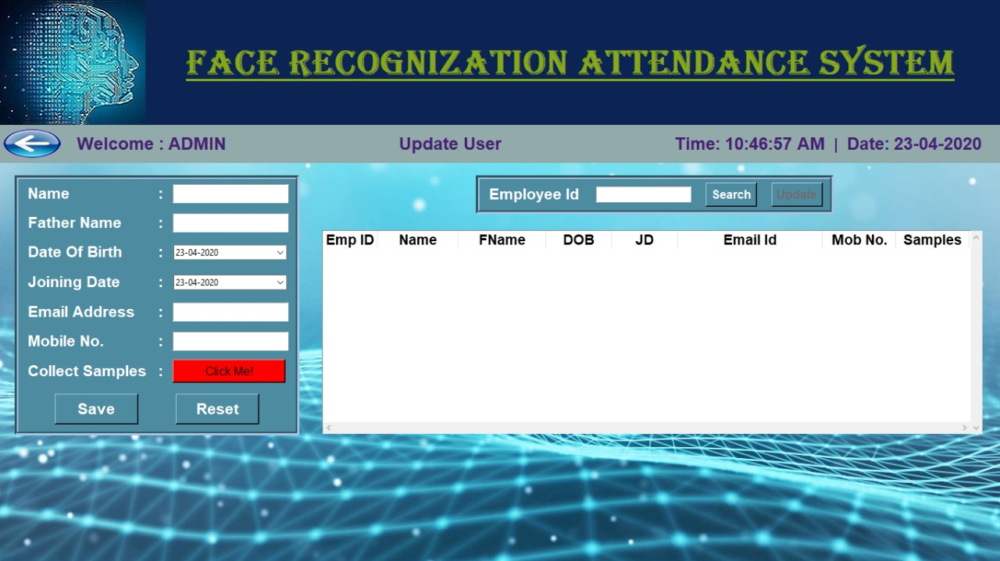 FACE RECOGNIZATION ATTENDANCE SYSTEM
Welcome : ADMIN
Update User
Time: 10:46:57 AM | Date: 23-04-2020
Name :
Father Name :
Date Of Birth : 23-04-2020
Joining Date : 23-04-2020
Email Address :
Mobile No. :
Collect Samples : Click Me!
Save Reset
Employee Id Search Update
Emp ID Name FName DOB JD Email Id Mob No. Samples